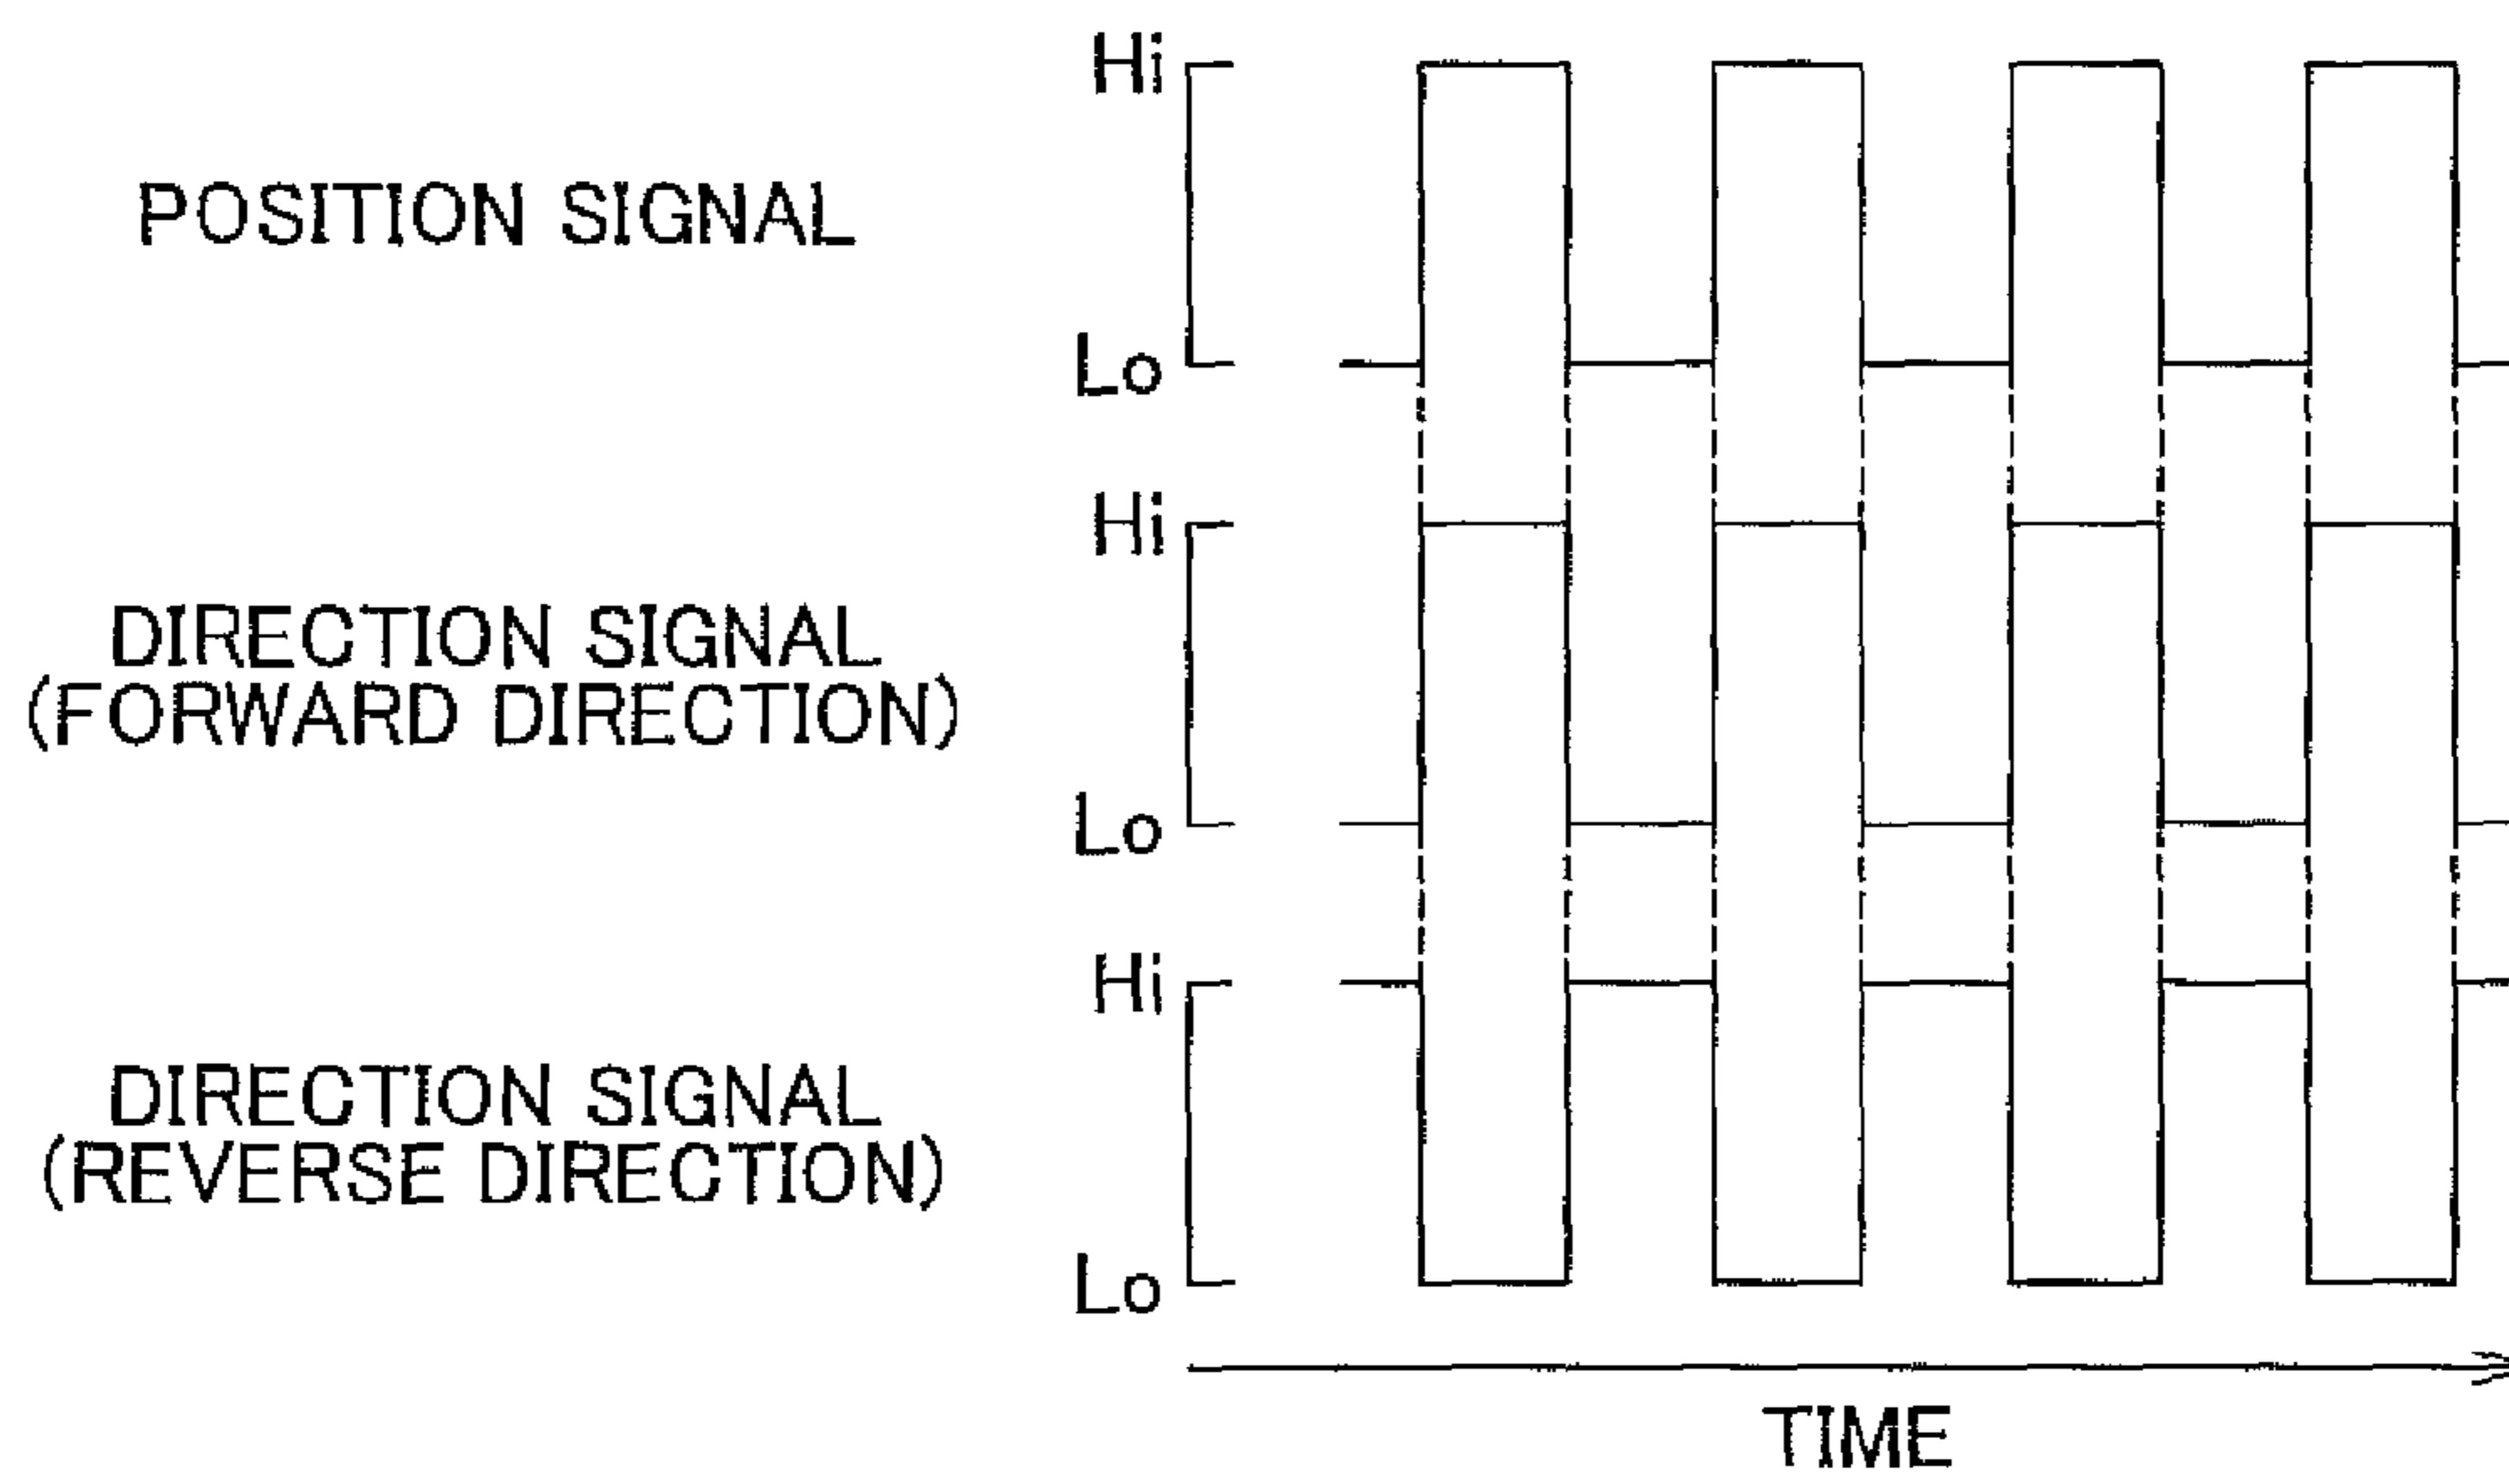 Hi
POSITION SIGNAL
Lo
Hi
DIRECTION SIGNAL
(FORWARD DIRECTION)
Lo
Hi
DIRECTION SIGNAL
(REVERSE DIRECTION)
Lo
TIME